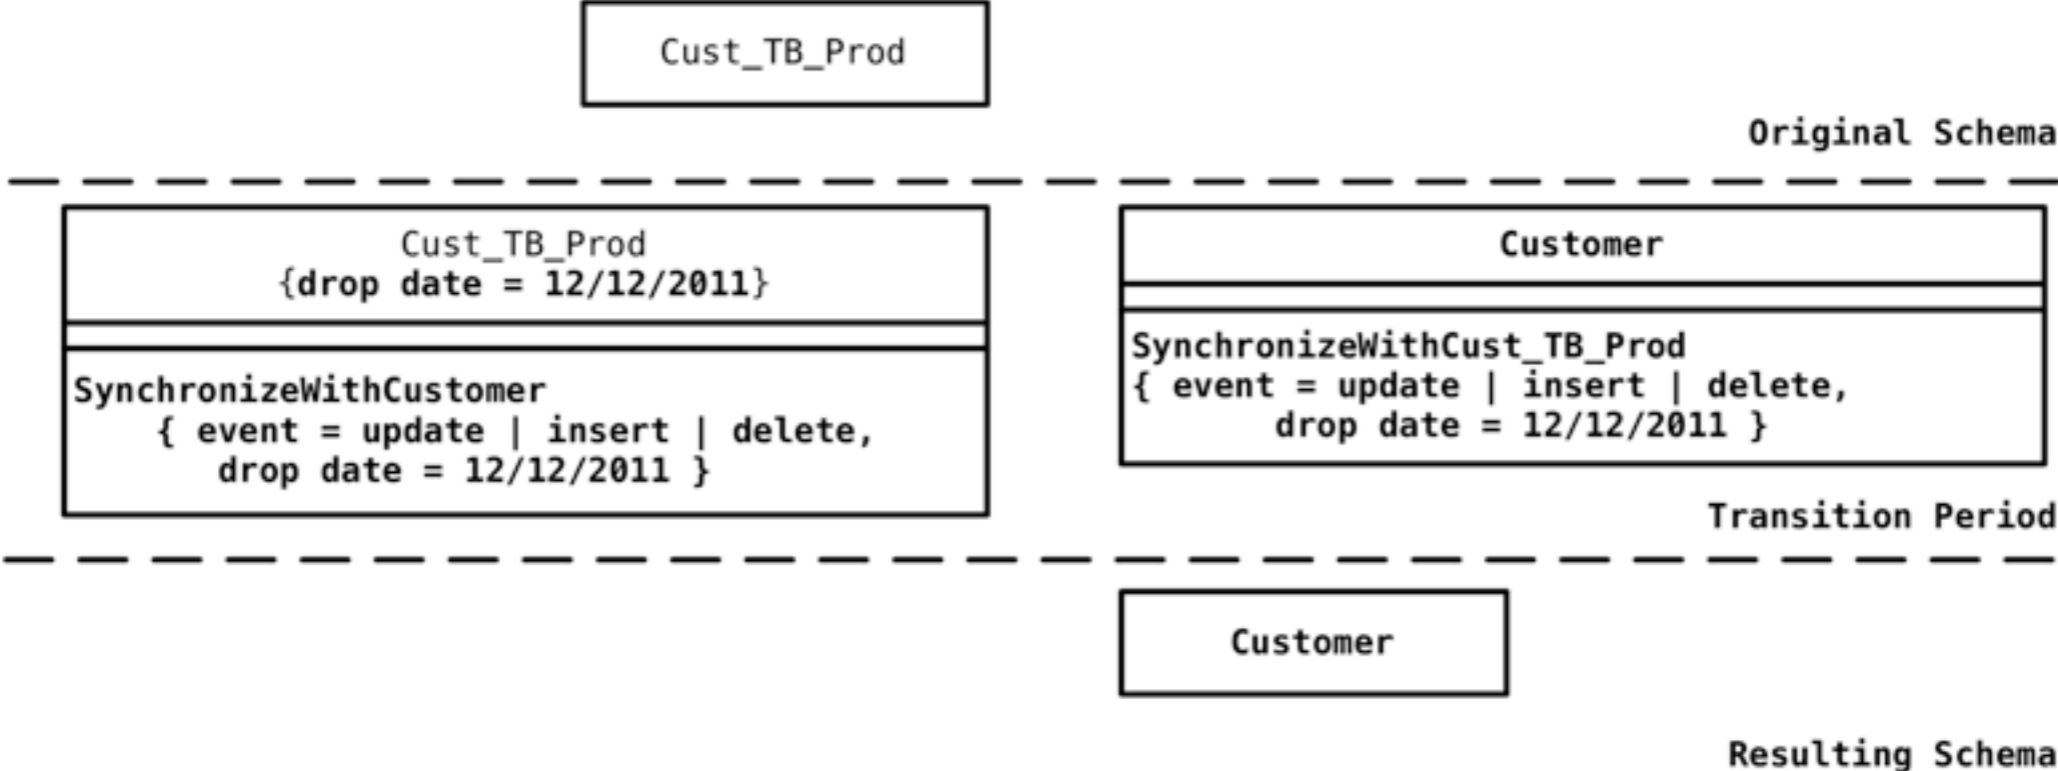 Cust_TB_Prod
Original Schema
Cust_TB_Prod
{drop date = 12/12/2011}
SynchronizeWithCustomer
{ event = update | insert | delete,
drop date = 12/12/2011 }
Customer
SynchronizeWithCust_TB_Prod
{ event = update | insert | delete,
drop date = 12/12/2011 }
Transition Period
Customer
Resulting Schema